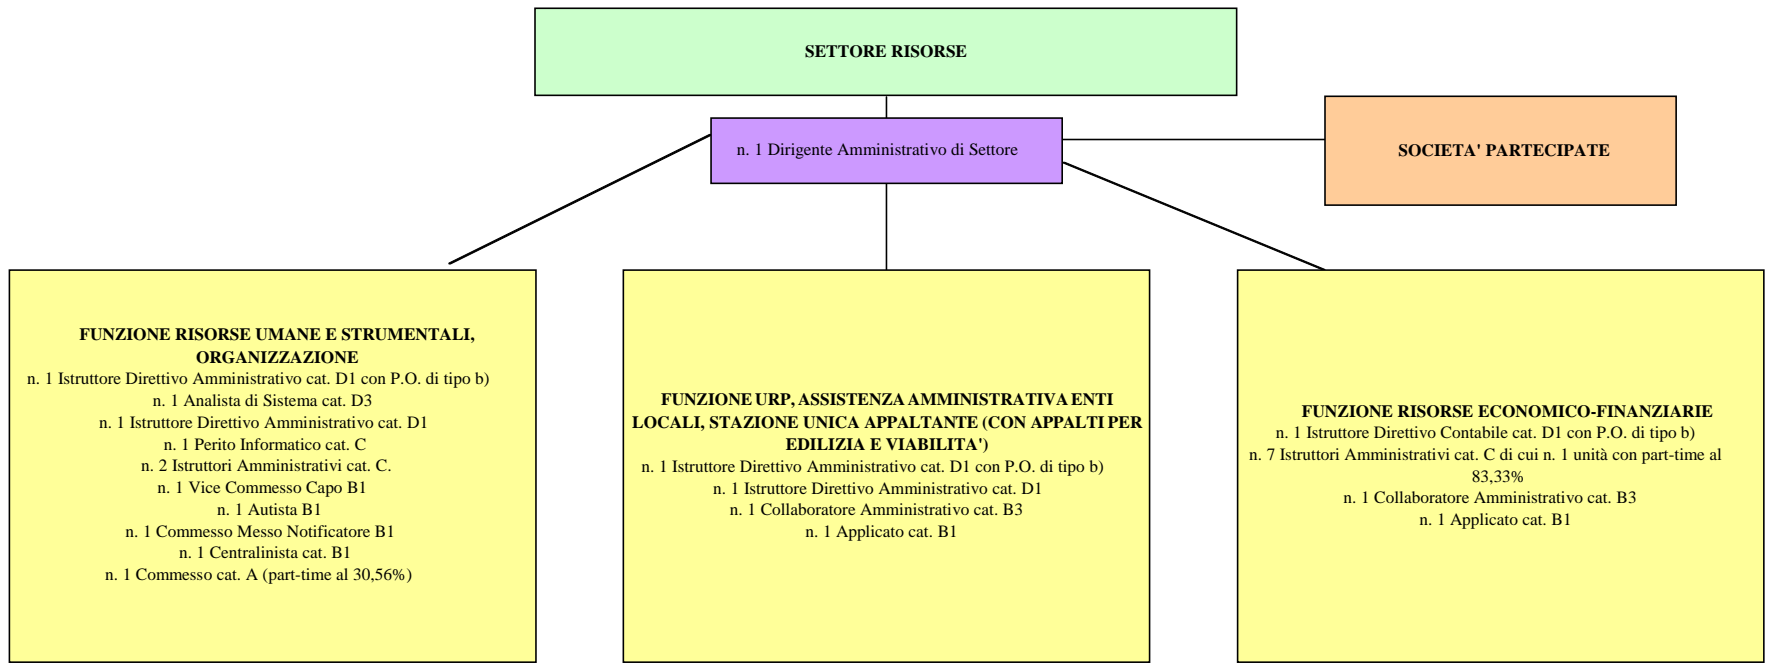 SETTORE RISORSE
n. 1 Dirigente Amministrativo di Settore
SOCIETA' PARTECIPATE
FUNZIONE RISORSE UMANE E STRUMENTALI,
ORGANIZZAZIONE
n. 1 Istruttore Direttivo Amministrativo cat. D1 con P.O. di tipo b)
n. 1 Analista di Sistema cat. D3
n. 1 Istruttore Direttivo Amministrativo cat. D1
n. 1 Perito Informatico cat. C
n. 2 Istruttori Amministrativi cat. C.
n. 1 Vice Commesso Capo B1
n. 1 Autista B1
n. 1 Commesso Messo Notificatore B1
n. 1 Centralinista cat. B1
n. 1 Commesso cat. A (part-time al 30,56%)
FUNZIONE URP, ASSISTENZA AMMINISTRATIVA ENTI
LOCALI, STAZIONE UNICA APPALTANTE (CON APPALTI PER
EDILIZIA E VIABILITA')
n. 1 Istruttore Direttivo Amministrativo cat. D1 con P.O. di tipo b)
n. 1 Istruttore Direttivo Amministrativo cat. D1
n. 1 Collaboratore Amministrativo cat. B3
n. 1 Applicato cat. B1
FUNZIONE RISORSE ECONOMICO-FINANZIARIE
n. 1 Istruttore Direttivo Contabile cat. D1 con P.O. di tipo b)
n. 7 Istruttori Amministrativi cat. C di cui n. 1 unità con part-time al
83,33%
n. 1 Collaboratore Amministrativo cat. B3
n. 1 Applicato cat. B1